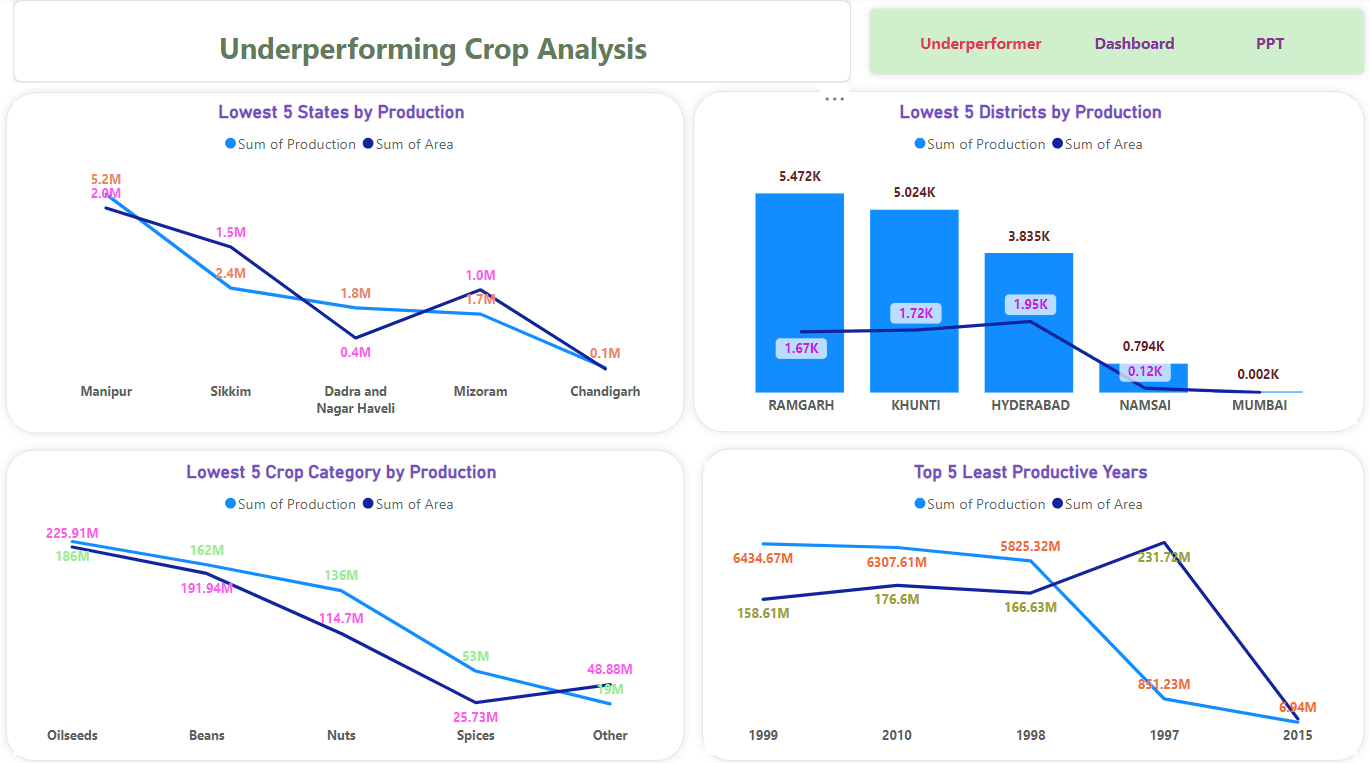 Underperforming Crop Analysis
Underperformer Dashboard PPT
Lowest 5 States by Production
Sum of Production Sum of Area
5.2M
2.0M
1.5M
2.4M
1.8M
0.4M
1.0M
1.7M
0.1M
Manipur Sikkim Dadra and Nagar Haveli Mizoram Chandigarh
Lowest 5 Districts by Production
Sum of Production Sum of Area
5.472K
5.024K
3.835K
1.95K
1.72K
1.67K
0.794K
0.12K
0.002K
RAMGARH KHUNTI HYDERABAD NAMSAI MUMBAI
Lowest 5 Crop Category by Production
Sum of Production Sum of Area
225.91M
186M
162M
191.94M
136M
114.7M
53M
25.73M
48.88M
19M
Oilseeds Beans Nuts Spices Other
Top 5 Least Productive Years
Sum of Production Sum of Area
6434.67M
6307.61M
5825.32M
231.72M
158.61M
176.6M
166.63M
851.23M
6.94M
1999 2010 1998 1997 2015